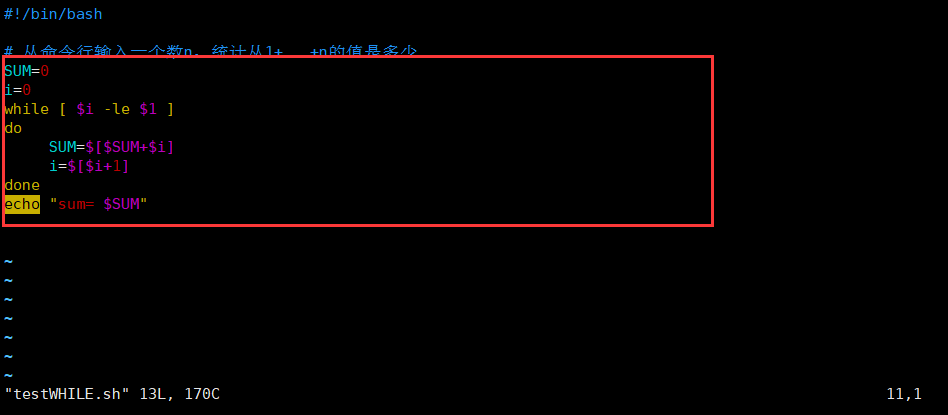 #!/bin/bash
# 从命令行输入一个数n，统计从1+ +n的值是多少
SUM=0
i=0
while [ $i -le $1 ]
do
SUM=$[$SUM+$i]
i=$[$i+1]
done
echo "sum= $SUM"
~
~
~
~
~
~
~
"testWHILE.sh" 13L, 170C 11,1